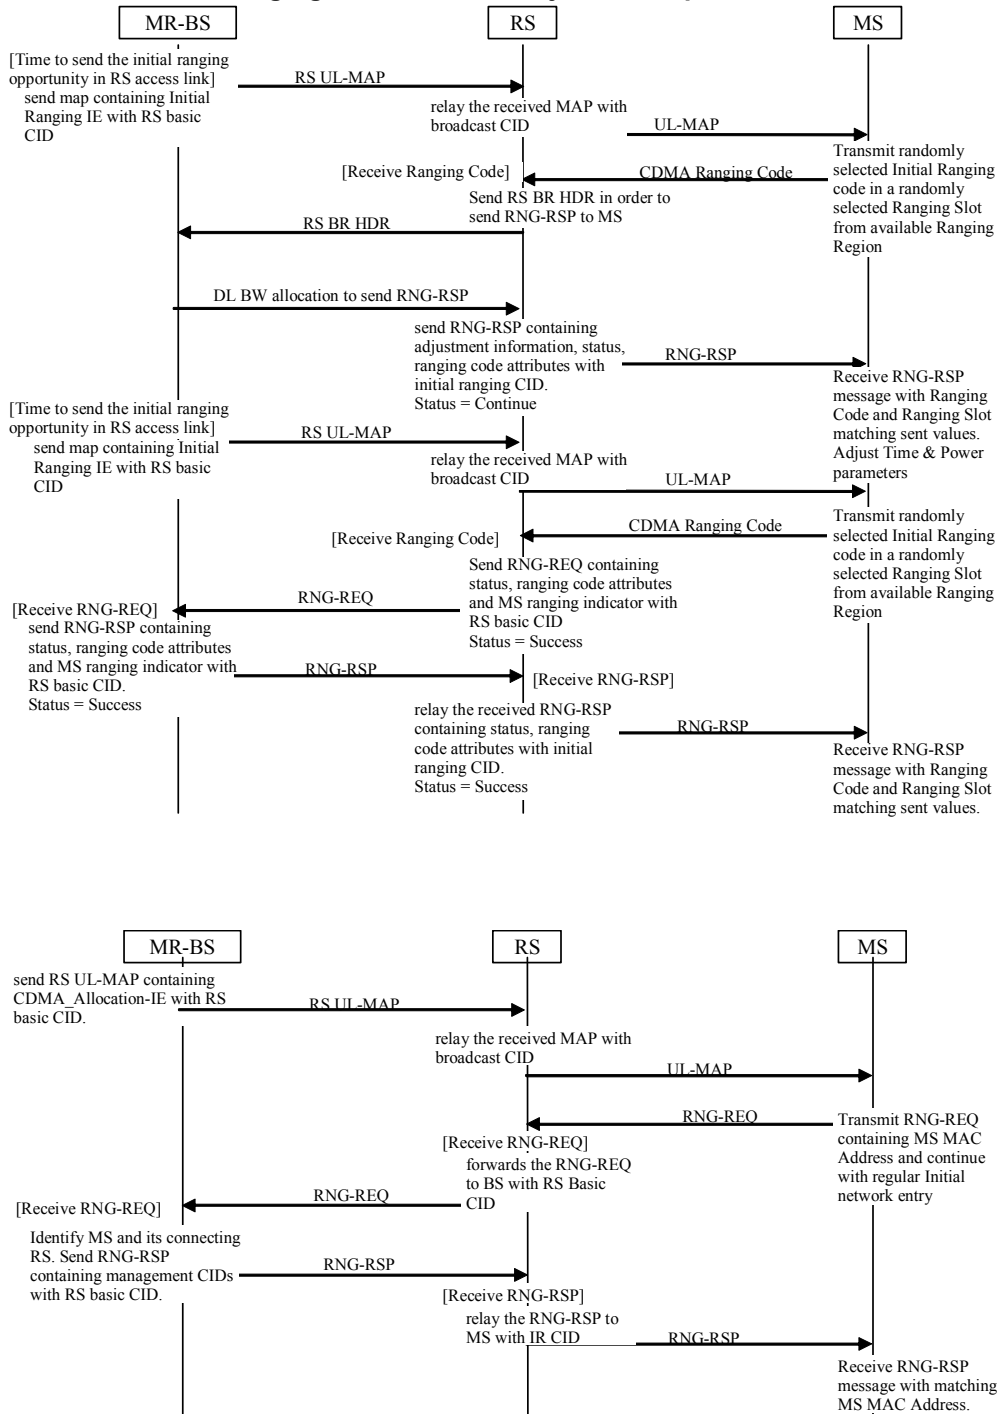 MR-BS
RS
MS
[Time to send the initial ranging
opportunity in RS access link]
send map containing Initial
Ranging IE with RS basic
CID
RS UL-MAP
relay the received MAP with
broadcast CID
UL-MAP
Transmit randomly
selected Initial Ranging
code in a randomly
selected Ranging Slot
from available Ranging
Region
CDMA Ranging Code
[Receive Ranging Code]
Send RS BR HDR in order to
send RNG-RSP to MS
RS BR HDR
DL BW allocation to send RNG-RSP
send RNG-RSP containing
adjustment information, status,
ranging code attributes with
initial ranging CID.
Status = Continue
RNG-RSP
Receive RNG-RSP
message with Ranging
Code and Ranging Slot
matching sent values.
Adjust Time & Power
parameters
[Time to send the initial ranging
opportunity in RS access link]
send map containing Initial
Ranging IE with RS basic
CID
RS UL-MAP
relay the received MAP with
broadcast CID
UL-MAP
Transmit randomly
selected Initial Ranging
code in a randomly
selected Ranging Slot
from available Ranging
Region
CDMA Ranging Code
[Receive Ranging Code]
Send RNG-REQ containing
status, ranging code attributes
and MS ranging indicator with
RS basic CID
Status = Success
RNG-REQ
[Receive RNG-REQ]
send RNG-RSP containing
status, ranging code attributes
and MS ranging indicator with
RS basic CID.
Status = Success
RNG-RSP
[Receive RNG-RSP]
relay the received RNG-RSP
containing status, ranging
code attributes with initial
ranging CID.
Status = Success
RNG-RSP
Receive RNG-RSP
message with Ranging
Code and Ranging Slot
matching sent values.
MR-BS
RS
MS
send RS UL-MAP containing
CDMA_Allocation-IE with RS
basic CID.
RS UL-MAP
relay the received MAP with
broadcast CID
UL-MAP
RNG-REQ
Transmit RNG-REQ
containing MS MAC
Address and continue
with regular Initial
network entry
[Receive RNG-REQ]
forwards the RNG-REQ
to BS with RS Basic
CID
RNG-REQ
[Receive RNG-REQ]
Identify MS and its connecting
RS. Send RNG-RSP
containing management CIDs
with RS basic CID.
RNG-RSP
[Receive RNG-RSP]
relay the RNG-RSP to
MS with IR CID
RNG-RSP
Receive RNG-RSP
message with matching
MS MAC Address.